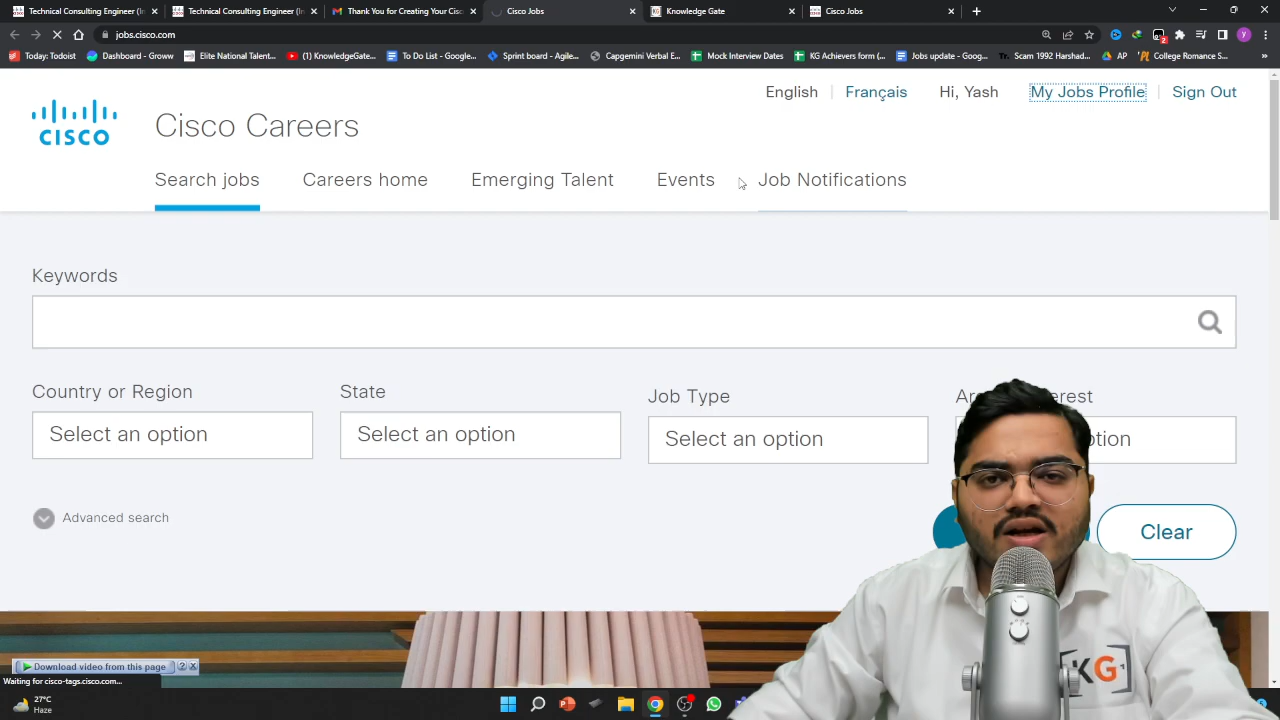 Technical Consulting Engineer (In
Technical Consulting Engineer (In
Thank You for Creating Your Cisco
Cisco Jobs
Knowledge Gate
Cisco Jobs
jobs.cisco.com
Today: Todoist
Dashboard - Groww
Elite National Talent...
(1) KnowledgeGate...
To Do List - Google...
Sprint board - Agile...
Capgemini Verbal E...
Mock Interview Dates
KG Achievers form (...
Jobs update - Goog...
Scam 1992 Harshad...
AP
College Romance S...
English
Français
Hi, Yash
My Jobs Profile
Sign Out
CISCO
Cisco Careers
Search jobs
Careers home
Emerging Talent
Events
Job Notifications
Keywords
Country or Region
State
Job Type
Select an option
Select an option
Select an option
Advanced search
Clear
Download video from this page
Waiting for cisco-tags.cisco.com...
27°C
Haze
KG